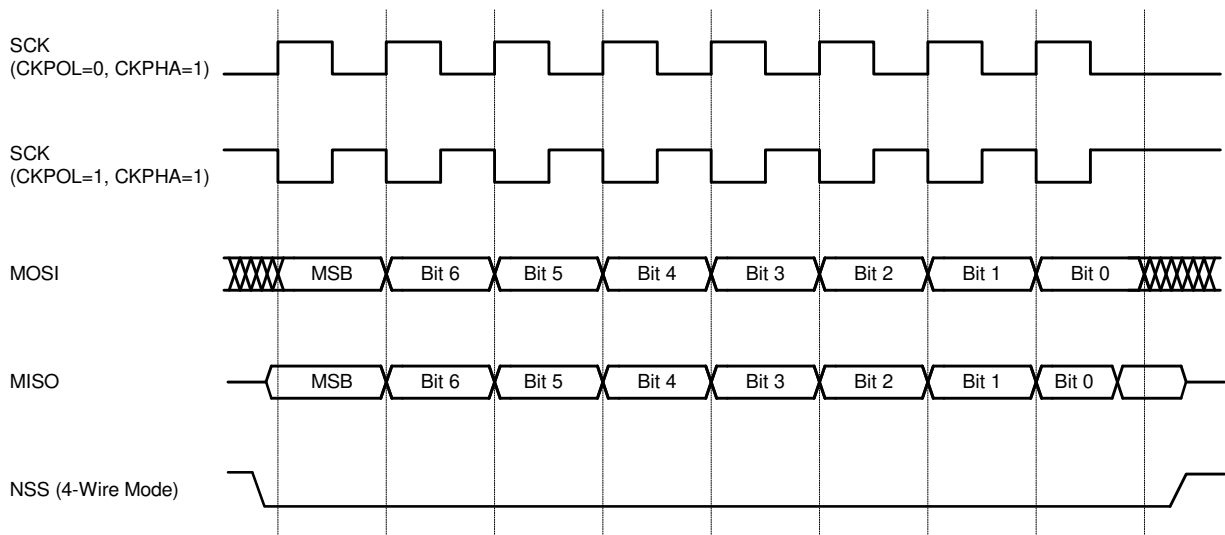 SCK
(CKPOL=0, CKPHA=1)
SCK
(CKPOL=1, CKPHA=1)
MOSI MSB Bit 6 Bit 5 Bit 4 Bit 3 Bit 2 Bit 1 Bit 0
MISO MSB Bit 6 Bit 5 Bit 4 Bit 3 Bit 2 Bit 1 Bit 0
NSS (4-Wire Mode)